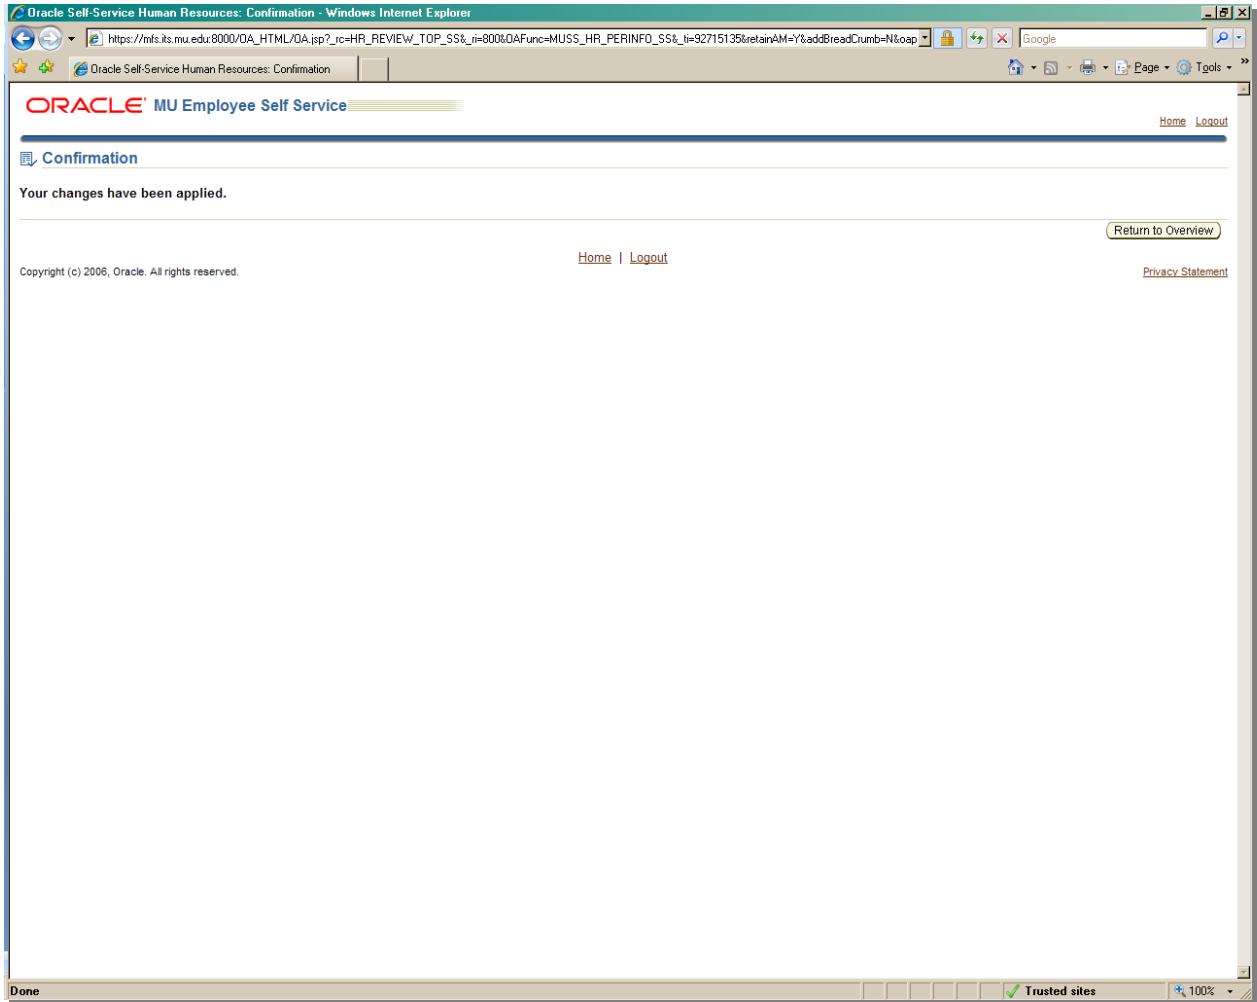 Oracle Self-Service Human Resources: Confirmation - Windows Internet Explorer
https://mfs.its.mu.edu:8000/OA_HTML/OA.jsp?_rc=HR_REVIEW_TOP_SS&_ri=800&OAFunc=MUSS_HR_PERINFO_SS&_ti=92715135&retainAM=Y&addBreadCrumb=N&oap
Google
Oracle Self-Service Human Resources: Confirmation
Page Tools »
ORACLE' MU Employee Self Service
Home Logout
Confirmation
Your changes have been applied.
Return to Overview
Home | Logout
Copyright (c) 2006, Oracle. All rights reserved.
Privacy Statement
Done
Trusted sites
100%